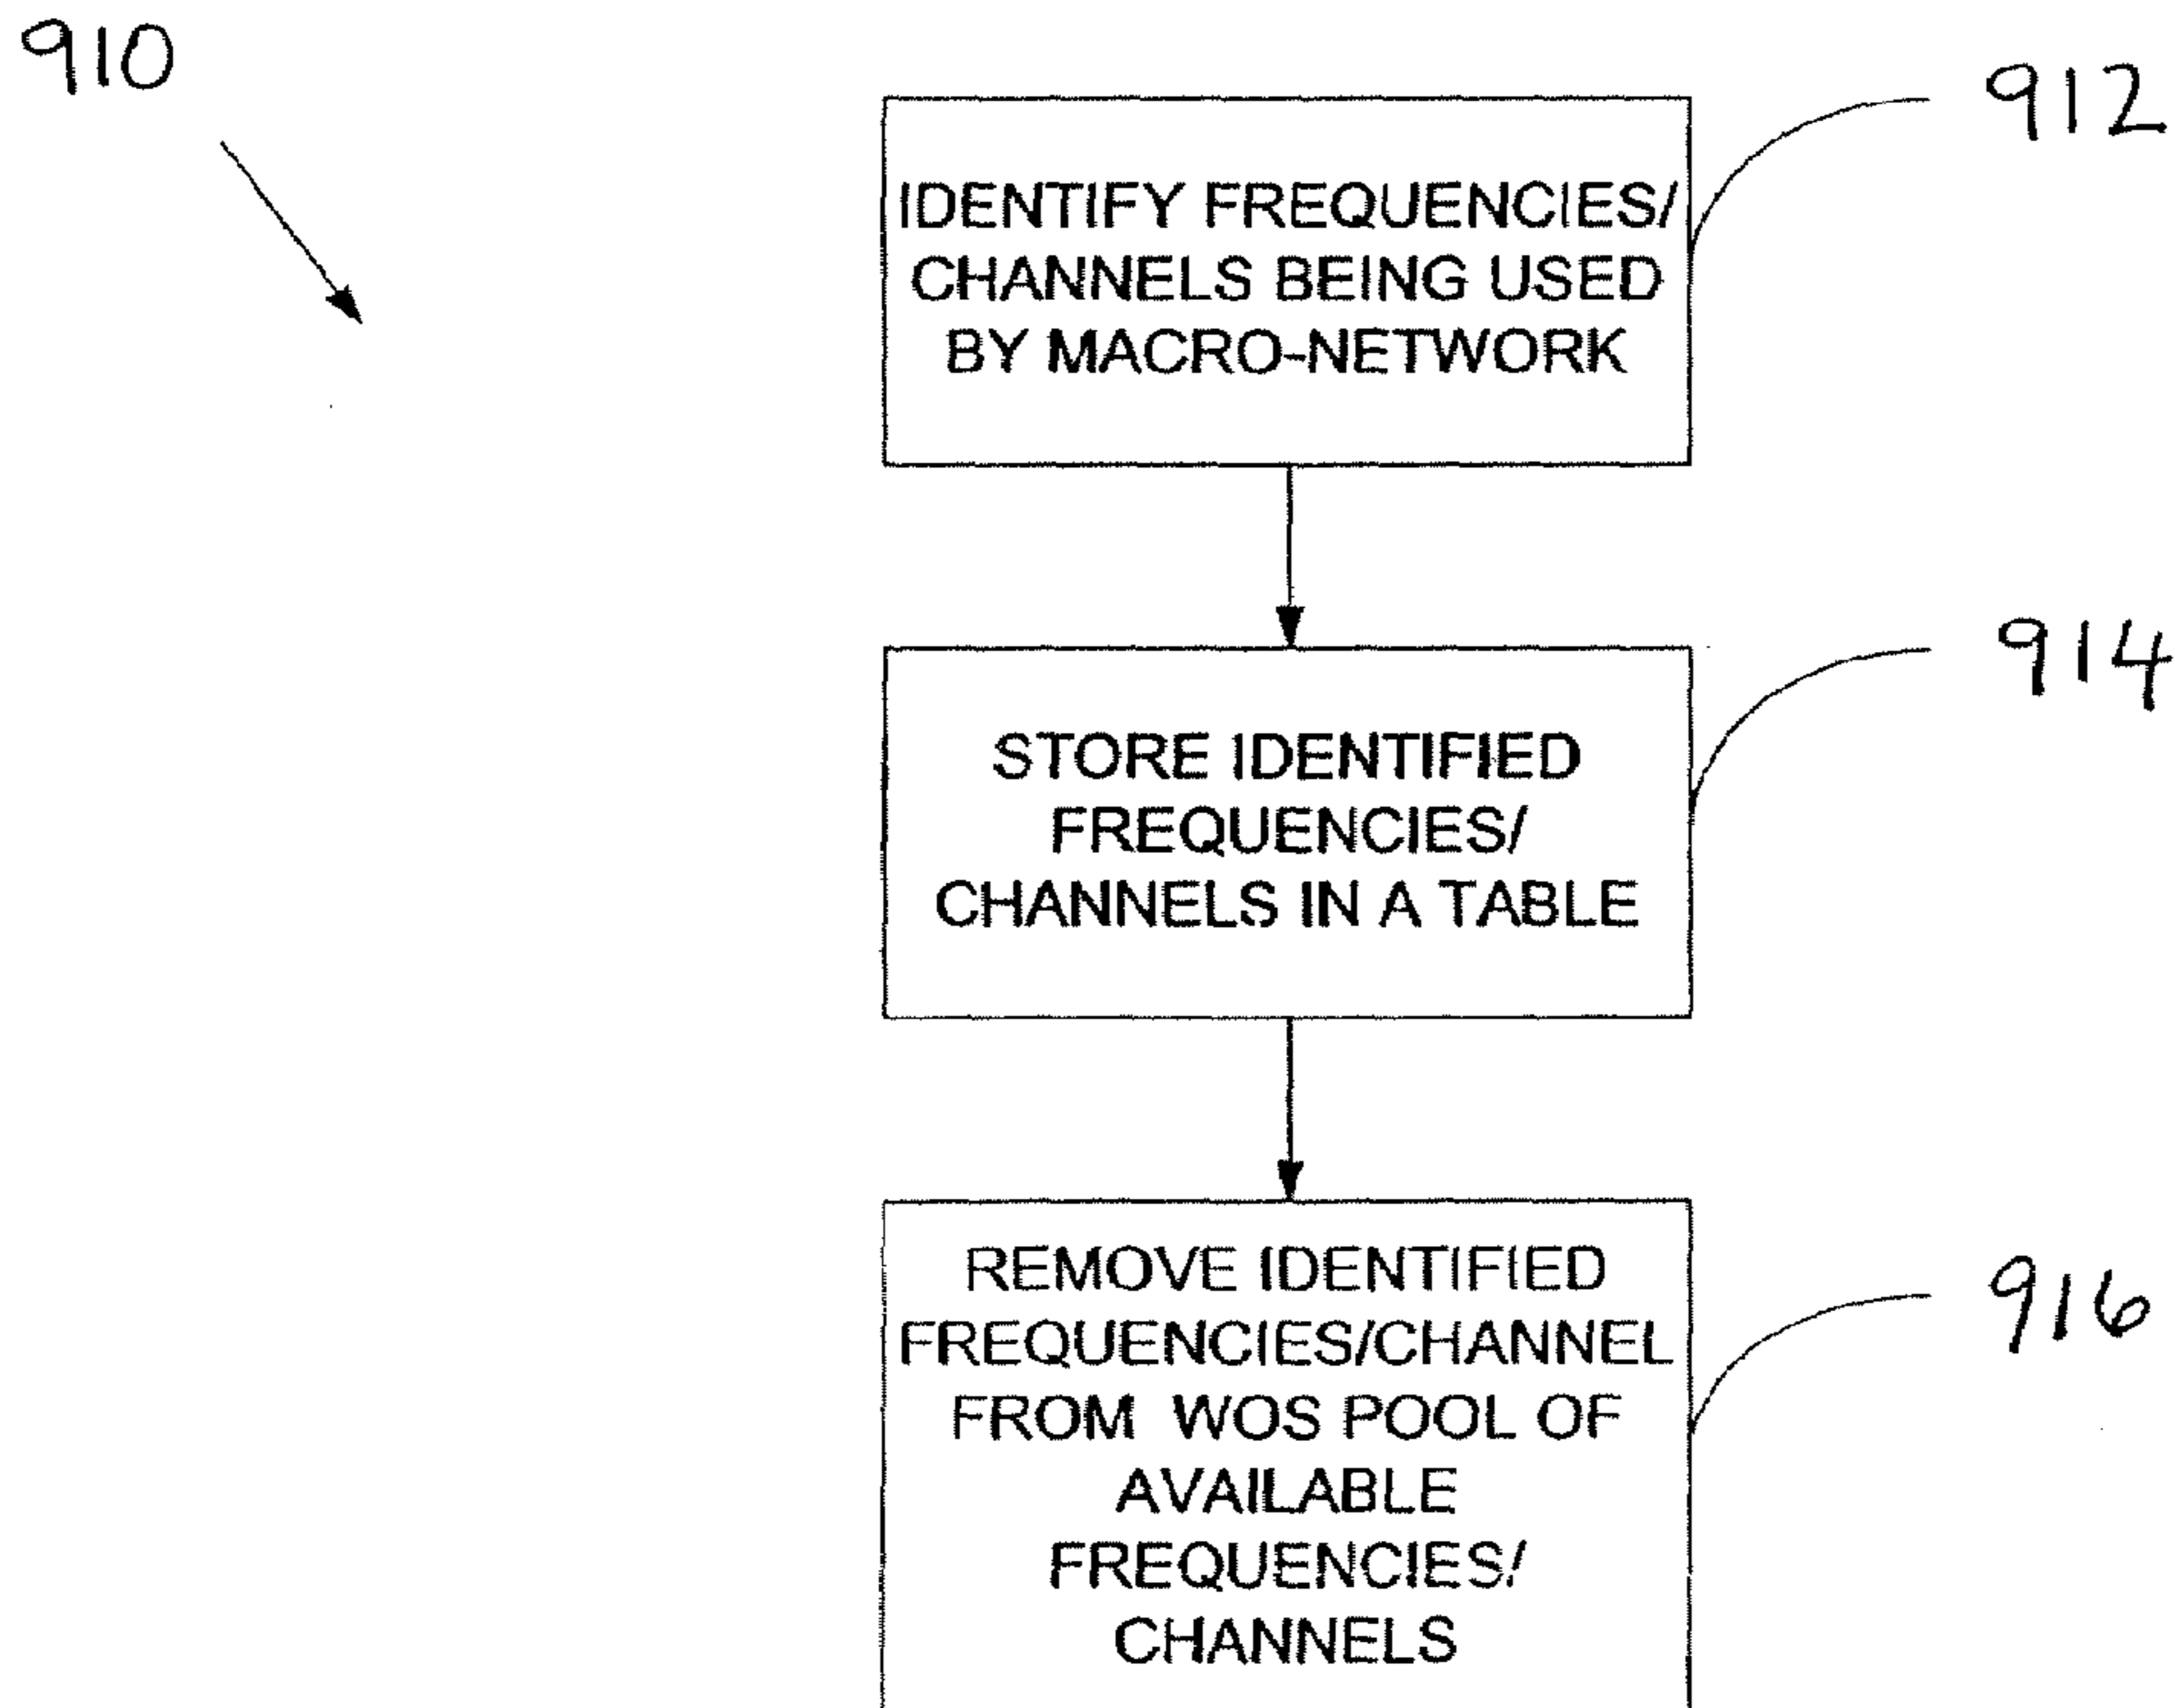 910
912
IDENTIFY FREQUENCIES/
CHANNELS BEING USED
BY MACRO-NETWORK
914
STORE IDENTIFIED
FREQUENCIES/
CHANNELS IN A TABLE
916
REMOVE IDENTIFIED
FREQUENCIES/CHANNEL
FROM WOS POOL OF
AVAILABLE
FREQUENCIES/
CHANNELS